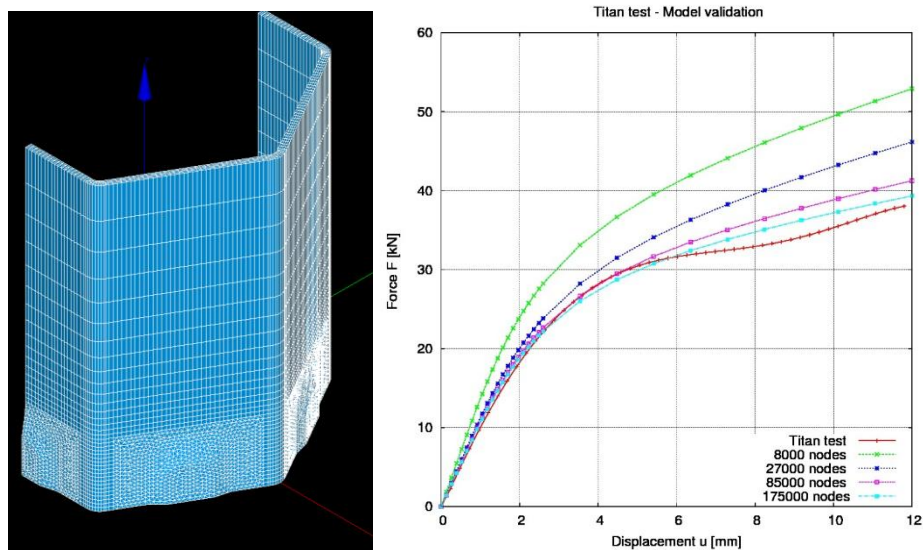 Titan test - Model validation
60
50
40
30
20
10
0
Force F [kN]
Titan test
8000 nodes
27000 nodes
85000 nodes
175000 nodes
0 2 4 6 8 10 12
Displacement u [mm]